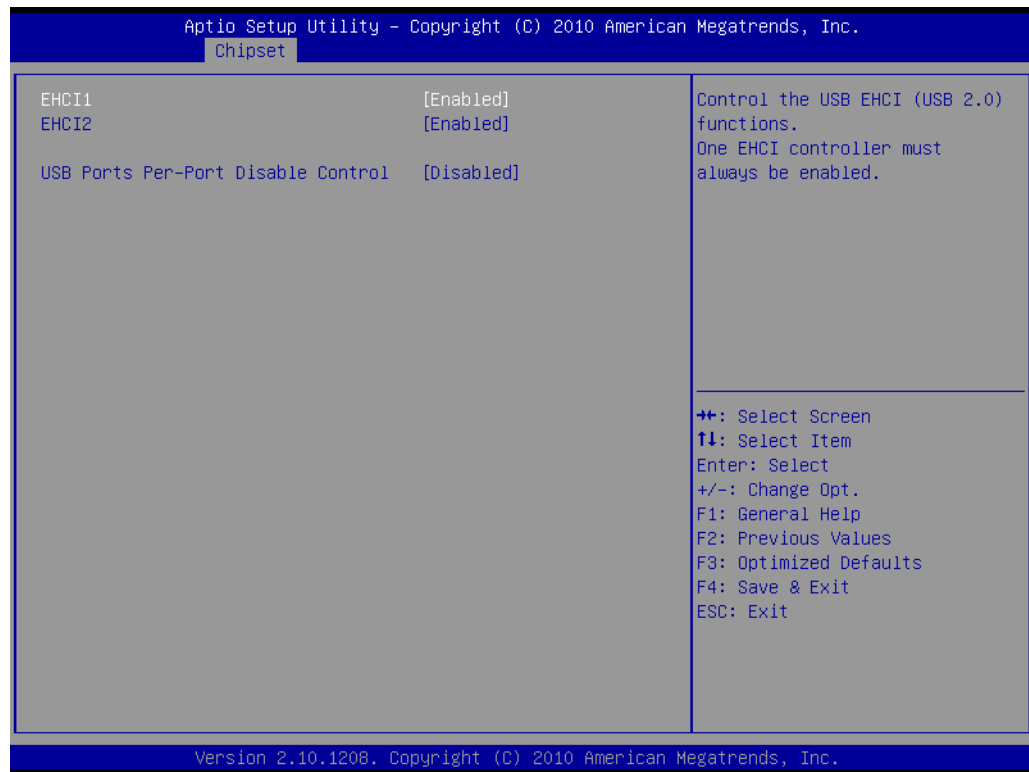 Aptio Setup Utility – Copyright (C) 2010 American Megatrends, Inc.
Chipset
EHCI1 [Enabled]
EHCI2 [Enabled]
USB Ports Per-Port Disable Control [Disabled]
Control the USB EHCI (USB 2.0)
functions.
One EHCI controller must
always be enabled.
→←: Select Screen
↑↓: Select Item
Enter: Select
+/-: Change Opt.
F1: General Help
F2: Previous Values
F3: Optimized Defaults
F4: Save & Exit
ESC: Exit
Version 2.10.1208. Copyright (C) 2010 American Megatrends, Inc.